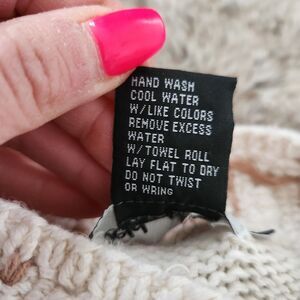 HAND WASH
COOL WATER
W/LIKE COLORS
REMOVE EXCESS
WATER
W/TOWEL ROLL
LAY FLAT TO DRY
DO NOT TWIST
OR WRING